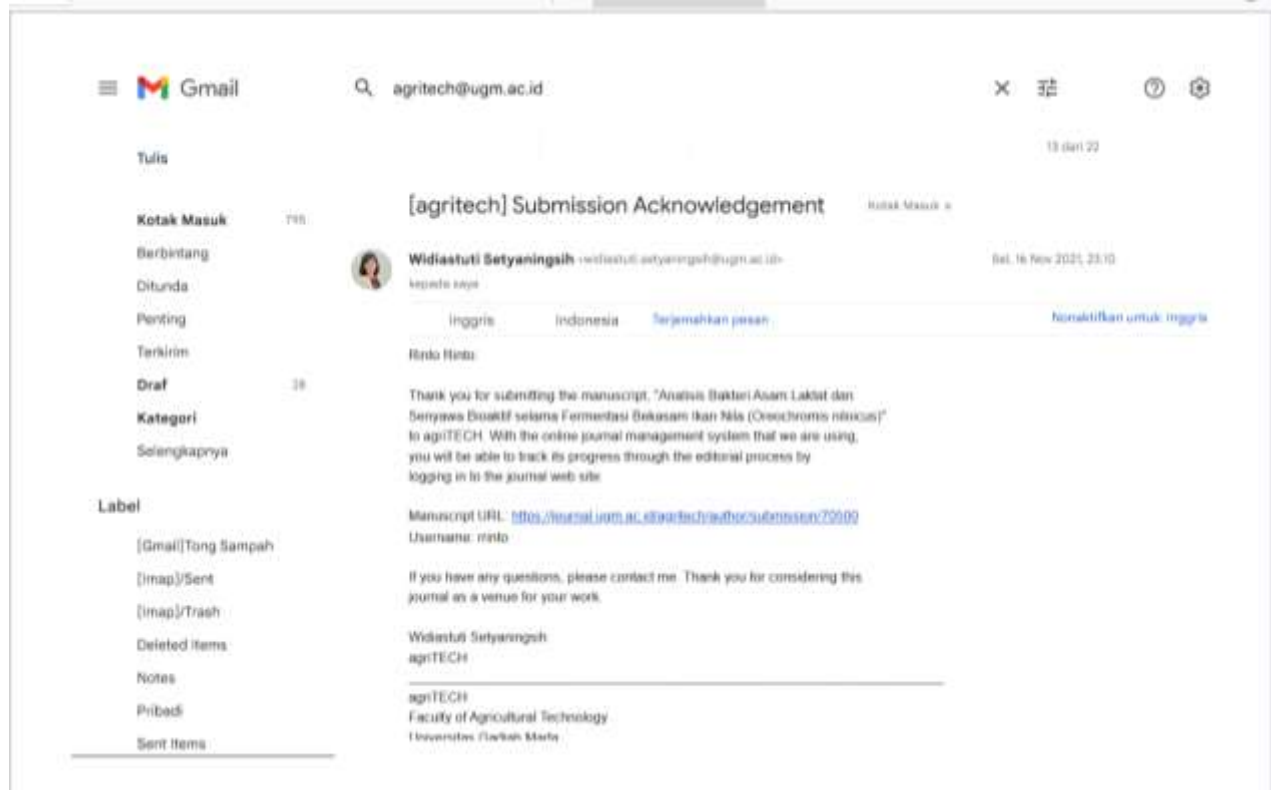 Gmail
agritech@ugm.ac.id
13 dari 22
Tulis
[agritech] Submission Acknowledgement
Kotak Masuk
Kotak Masuk 795
Berbintang
Ditunda
Penting
Terkirim
Draf 28
Kategori
Selengkapnya
Label
[Gmail]Tong Sampah
[Imap]/Sent
[Imap]/Trash
Deleted Items
Notes
Pribadi
Sent Items
Widiastuti Setyaningsih <widiastuti.setyaningsih@ugm.ac.id>
Sel, 16 Nov 2021, 23.10
kepada saya
Inggris Indonesia Terjemahkan pesan Nonaktifkan untuk: Inggris
Rinto Rinto:
Thank you for submitting the manuscript, "Analisis Bakteri Asam Laktat dan
Senyawa Bioaktif selama Fermentasi Bekasam Ikan Nila (Oreochromis niloticus)"
to agriTECH. With the online journal management system that we are using,
you will be able to track its progress through the editorial process by
logging in to the journal web site
Manuscript URL: https://journal.ugm.ac.id/agritech/author/submission/
Username: rrinto
If you have any questions, please contact me. Thank you for considering this
journal as a venue for your work.
Widiastuti Setyaningsih
agriTECH
agriTECH
Faculty of Agricultural Technology
Universitas Gadjah Mada